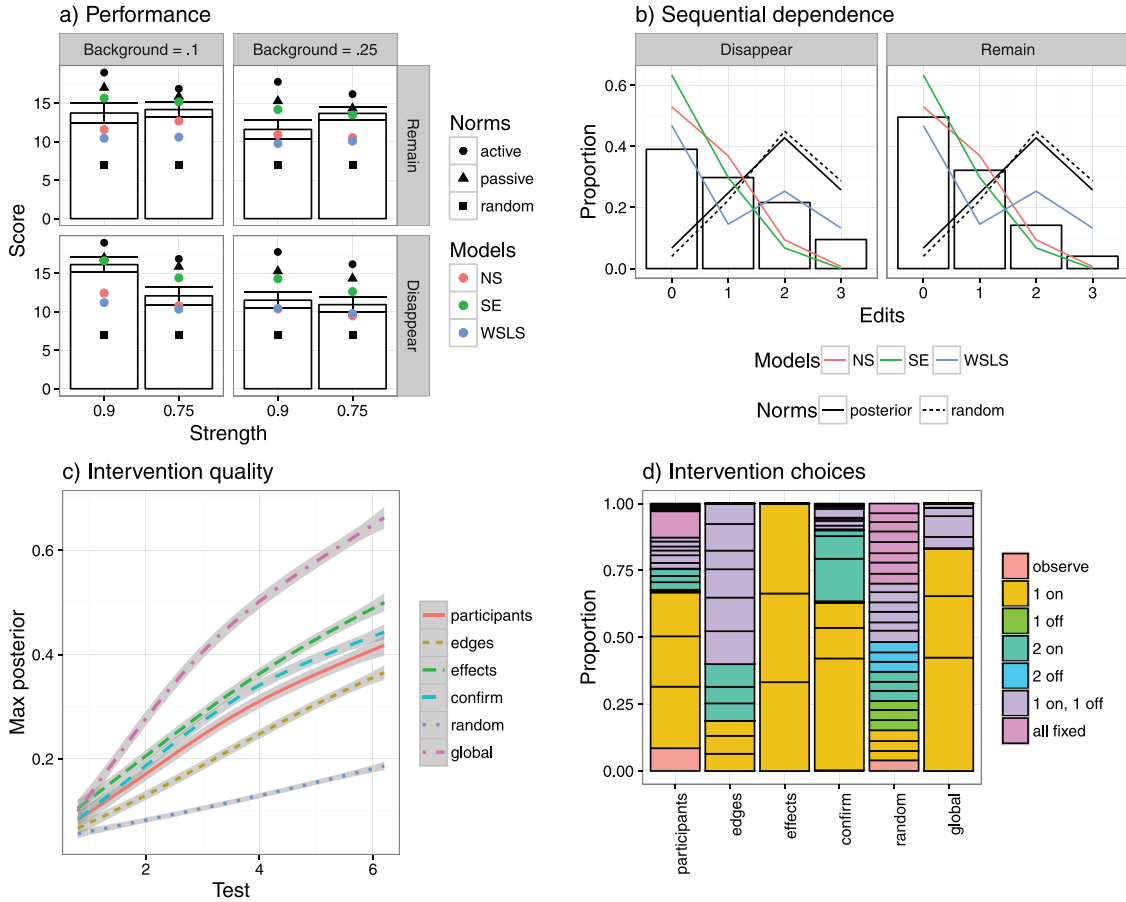 a) Performance
Background = .1
Background = .25
15
10
5
0
Remain
15
10
5
0
Disappear
Score
0.9
0.75
0.9
0.75
Strength
Norms
active
passive
random
Models
NS
SE
WSLS
b) Sequential dependence
Disappear
Remain
0.6
0.4
0.2
0.0
Proportion
0 1 2 3
0 1 2 3
Edits
Models NS SE WSLS
Norms posterior random
c) Intervention quality
0.6
0.4
0.2
Max posterior
2 4 6
Test
participants
edges
effects
confirm
random
global
d) Intervention choices
1.00
0.75
0.50
0.25
0.00
Proportion
participants
edges
effects
confirm
random
global
observe
1 on
1 off
2 on
2 off
1 on, 1 off
all fixed